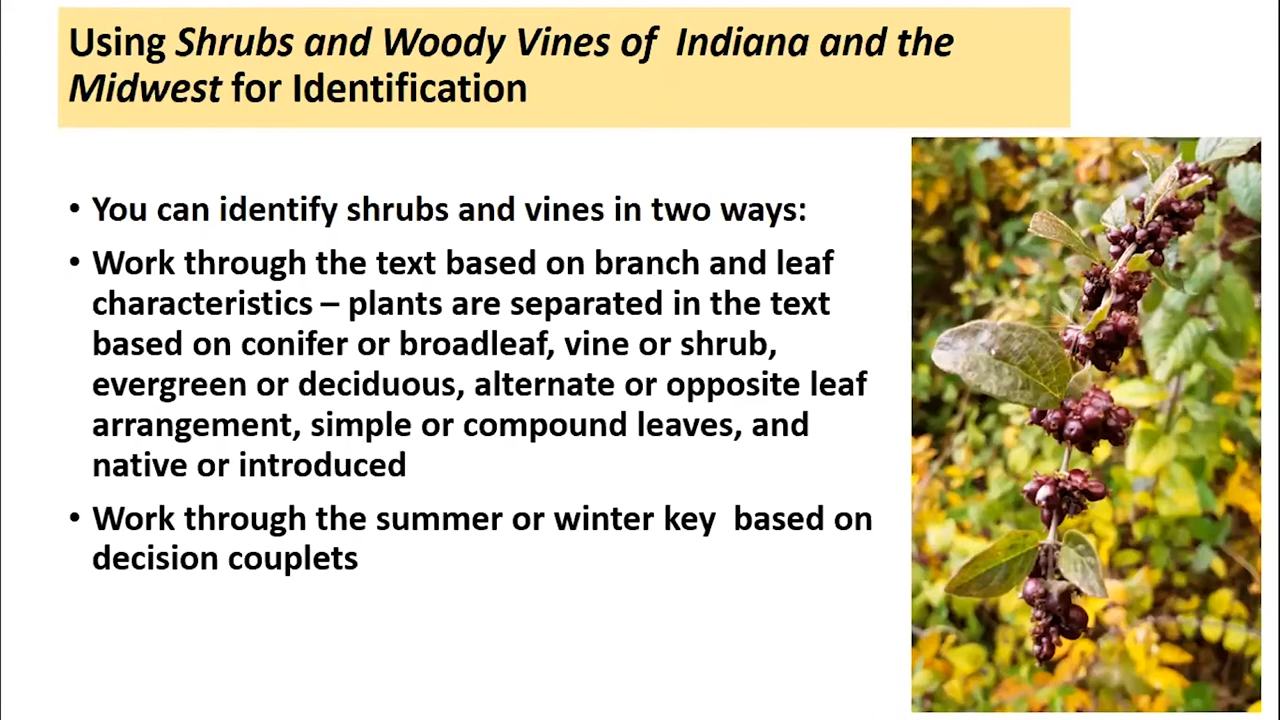 Using Shrubs and Woody Vines of Indiana and the
Midwest for Identification
• You can identify shrubs and vines in two ways:
• Work through the text based on branch and leaf
characteristics – plants are separated in the text
based on conifer or broadleaf, vine or shrub,
evergreen or deciduous, alternate or opposite leaf
arrangement, simple or compound leaves, and
native or introduced
• Work through the summer or winter key based on
decision couplets